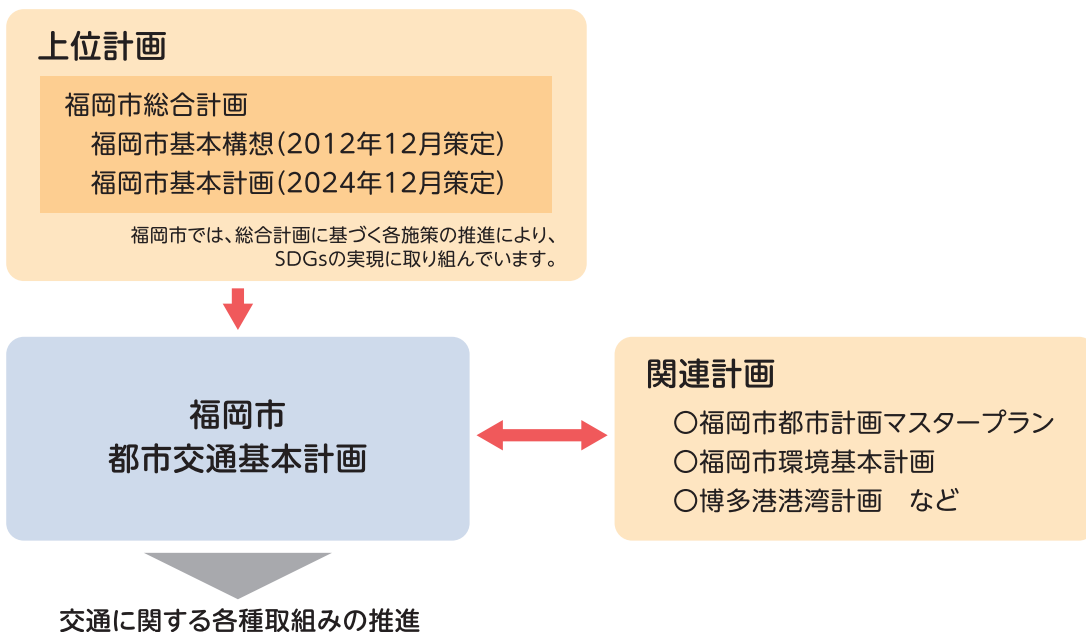 上位計画
福岡市総合計画
福岡市基本構想(2012年12月策定)
福岡市基本計画(2024年12月策定)
福岡市では、総合計画に基づく各施策の推進により、
SDGsの実現に取り組んでいます。
福岡市
都市交通基本計画
関連計画
○福岡市都市計画マスタープラン
○福岡市環境基本計画
○博多港港湾計画　など
交通に関する各種取組みの推進